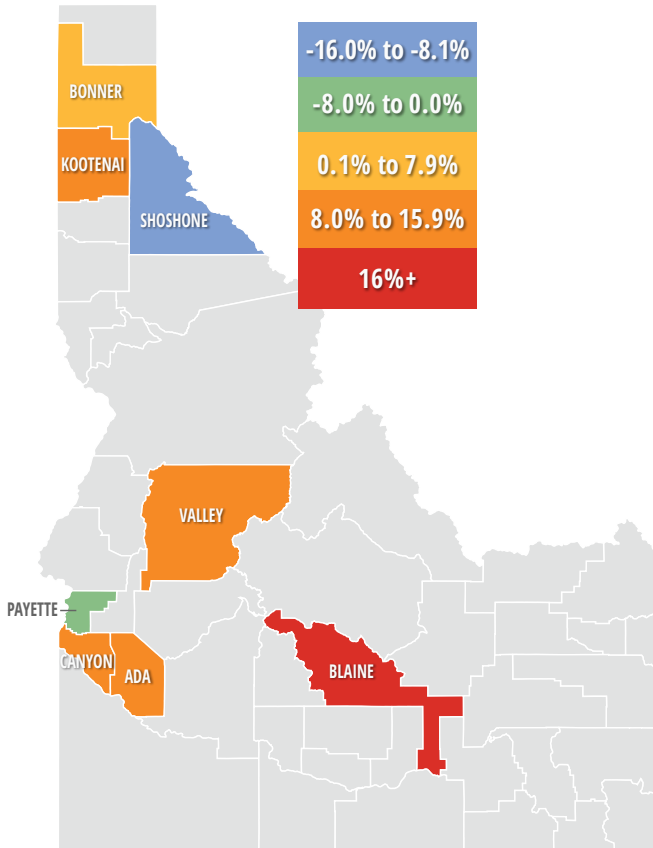 -16.0% to -8.1%
-8.0% to 0.0%
0.1% to 7.9%
8.0% to 15.9%
16%+
BONNER
KOOTENAI
SHOSHONE
VALLEY
PAYETTE
CANYON
ADA
BLAINE